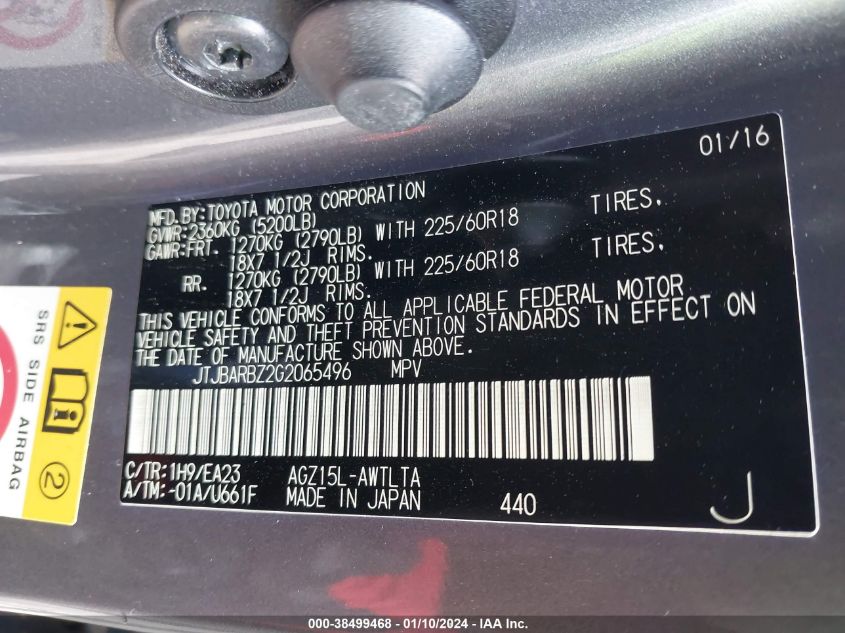 01/16
MFD.BY:TOYOTA MOTOR CORPORATION
GVWR:2360KG (5200LB)
GAWR-FRT. 1270KG (2790LB) WITH 225/60R18 TIRES,
18X7 1/2J RIMS.
RR. 1270KG (2790LB) WITH 225/60R18 TIRES,
18X7 1/2J RIMS.
THIS VEHICLE CONFORMS TO ALL APPLICABLE FEDERAL MOTOR
VEHICLE SAFETY AND THEFT PREVENTION STANDARDS IN EFFECT ON
THE DATE OF MANUFACTURE SHOWN ABOVE.
JTJBARBZ2G2065496 MPV
C/TR:1H9/EA23 AGZ15L-AWTLTA
A/TM:-01A/U661F MADE IN JAPAN 440 J
SRS SIDE AIRBAG
2
000-38499468 - 01/10/2024 - IAA Inc.